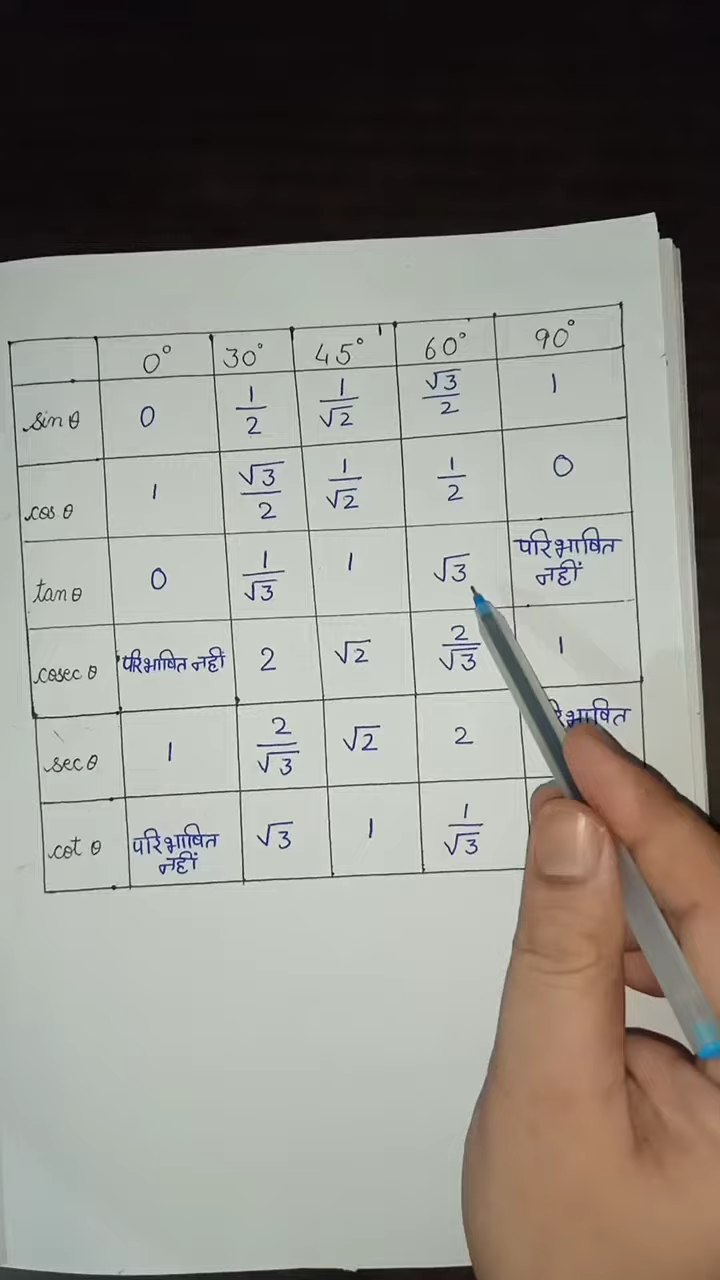 0° 30° 45° 60° 90°
sin θ 0 1/2 1/√2 √3/2 1
cos θ 1 √3/2 1/√2 1/2 0
tan θ 0 1/√3 1 √3 परिभाषित नहीं
cosec θ परिभाषित नहीं 2 √2 2/√3 1
sec θ 1 2/√3 √2 2
cot θ परिभाषित नहीं √3 1 1/√3